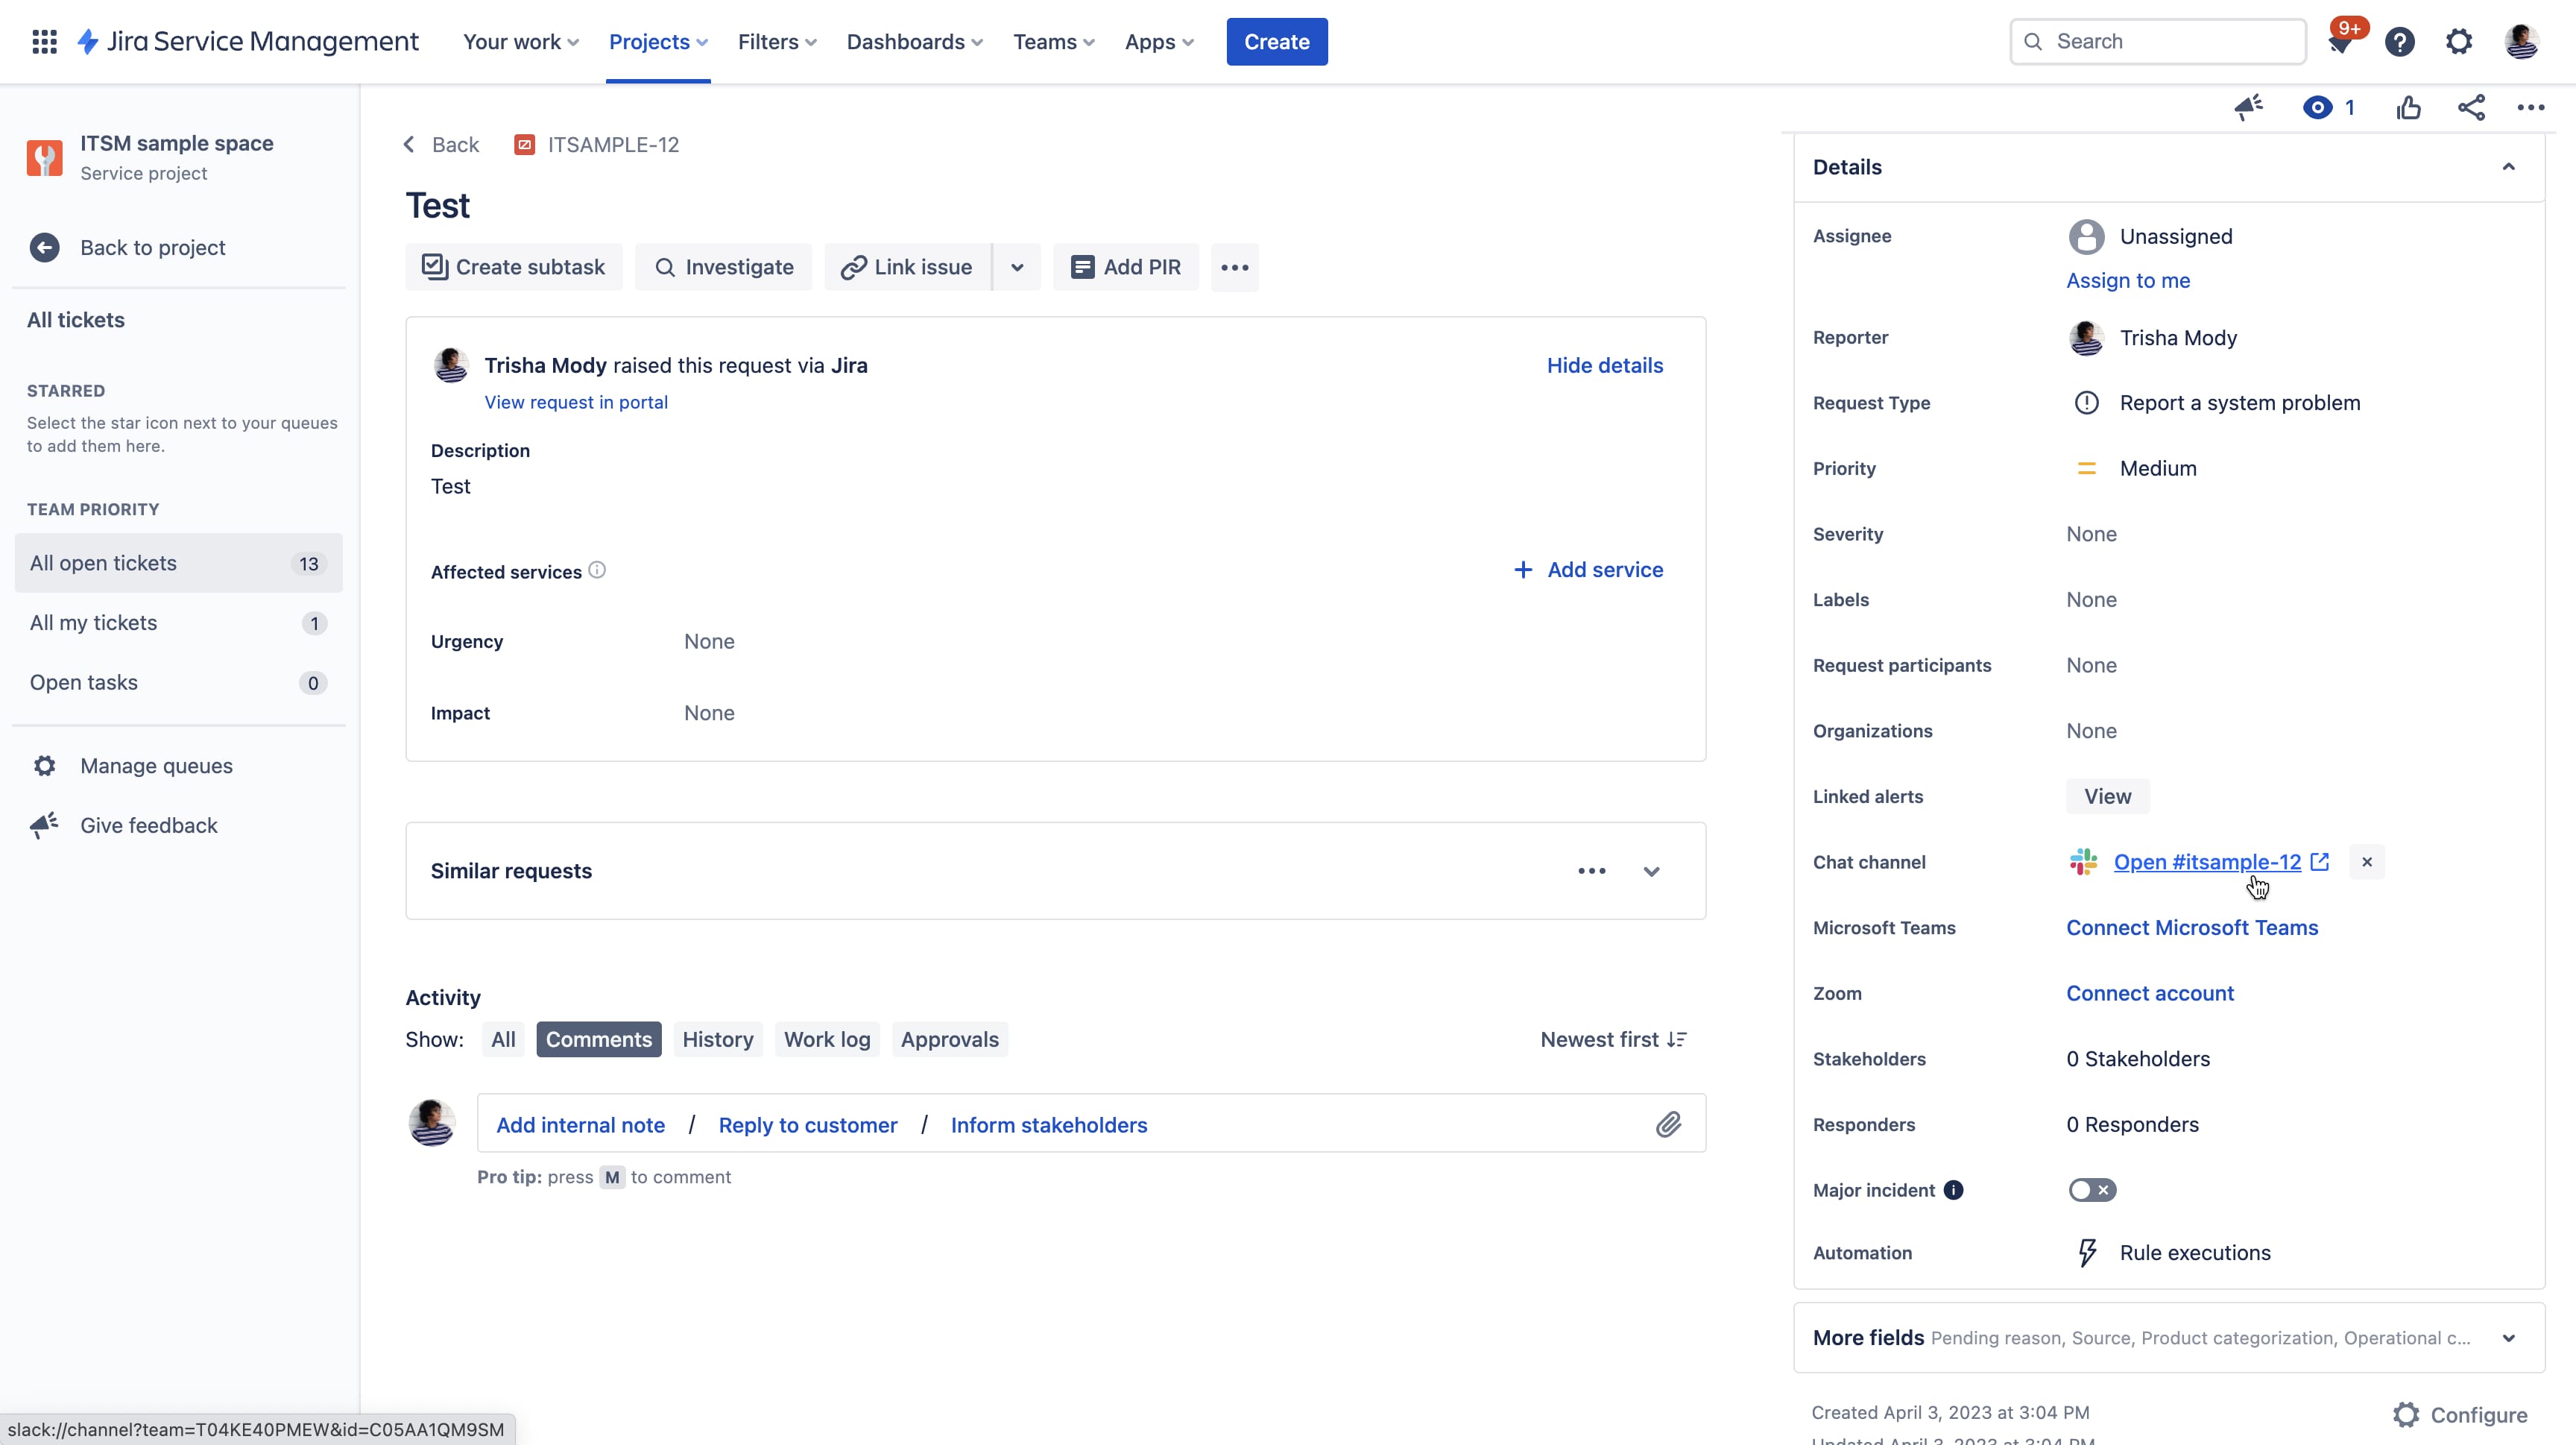 Jira Service Management
Your work
Projects
Filters
Dashboards
Teams
Apps
Create
Search
9+
ITSM sample space
Service project
Back to project
All tickets
STARRED
Select the star icon next to your queues
to add them here.
TEAM PRIORITY
All open tickets 13
All my tickets 1
Open tasks 0
Manage queues
Give feedback
Back
ITSAMPLE-12
Test
Create subtask
Investigate
Link issue
Add PIR
Trisha Mody raised this request via Jira
Hide details
View request in portal
Description
Test
Affected services
Add service
Urgency None
Impact None
Similar requests
Activity
Show: All Comments History Work log Approvals
Newest first
Add internal note / Reply to customer / Inform stakeholders
Pro tip: press M to comment
1
Details
Assignee Unassigned
Assign to me
Reporter Trisha Mody
Request Type Report a system problem
Priority Medium
Severity None
Labels None
Request participants None
Organizations None
Linked alerts View
Chat channel Open #itsample-12
Microsoft Teams Connect Microsoft Teams
Zoom Connect account
Stakeholders 0 Stakeholders
Responders 0 Responders
Major incident
Automation Rule executions
More fields Pending reason, Source, Product categorization, Operational c...
Created April 3, 2023 at 3:04 PM
Configure
Updated April 3, 2023 at 3:04 PM
slack://channel?team=T04KE40PMEW&id=C05AA1QM9SM